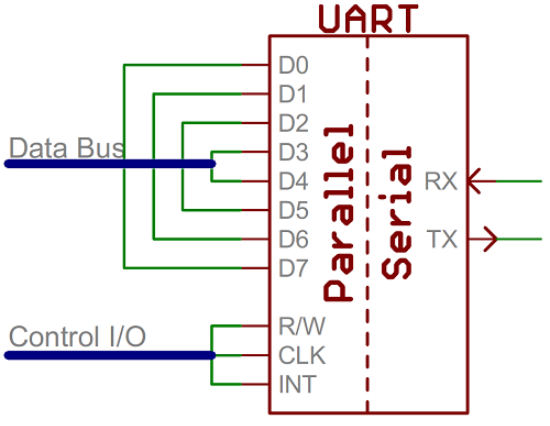 UART
Data Bus
Control I/O
D0
D1
D2
D3
D4
D5
D6
D7
R/W
CLK
INT
Parallel
Serial
RX
TX